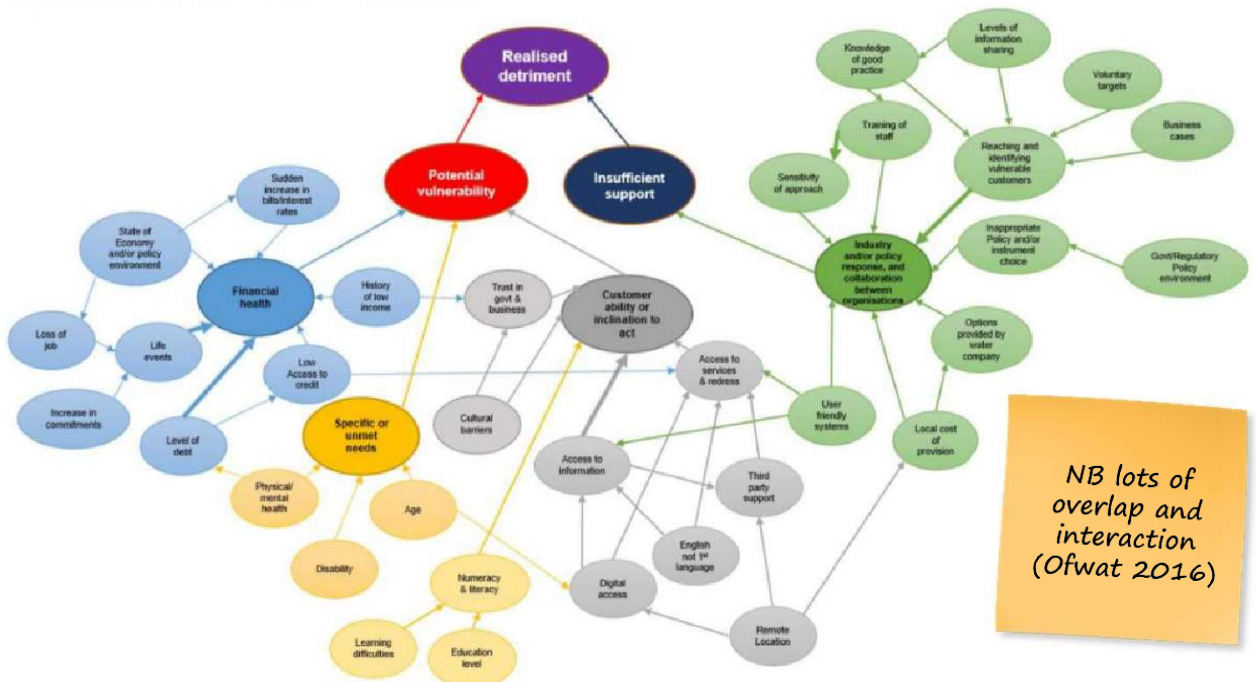 Realised
detriment
Potential
vulnerability
Insufficient
support
Sudden
increase in
bills/interest
rates
State of
Economy
and/or policy
environment
Financial
health
History
of low
income
Loss of
job
Life
events
Low
Access to
credit
Increase in
commitments
Level of
debt
Specific or
unmet
needs
Physical/
mental
health
Age
Disability
Numeracy
& literacy
Learning
difficulties
Education
level
Trust in
govt &
business
Customer
ability or
inclination to
act
Cultural
barriers
Access to
services
& redress
Access to
information
Third
party
support
English
not 1st
language
Digital
access
Remote
Location
Knowledge
of good
practice
Levels of
information
sharing
Voluntary
targets
Business
cases
Training of
staff
Reaching and
identifying
vulnerable
customers
Sensitivity
of approach
Industry
and/or policy
response, and
collaboration
between
organisations
Inappropriate
Policy and/or
instrument
choice
Govt/Regulatory
Policy
environment
Options
provided by
water
company
User
friendly
systems
Local cost
of
provision
NB lots of
overlap and
interaction
(Ofwat 2016)